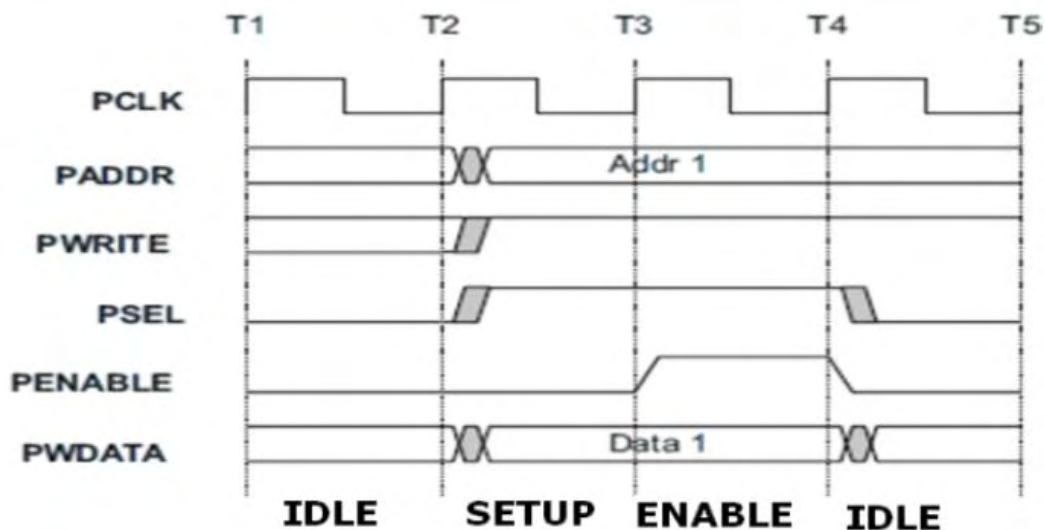 T1 T2 T3 T4 T5
PCLK
PADDR Addr 1
PWRITE
PSEL
PENABLE
PWDATA Data 1
IDLE SETUP ENABLE IDLE